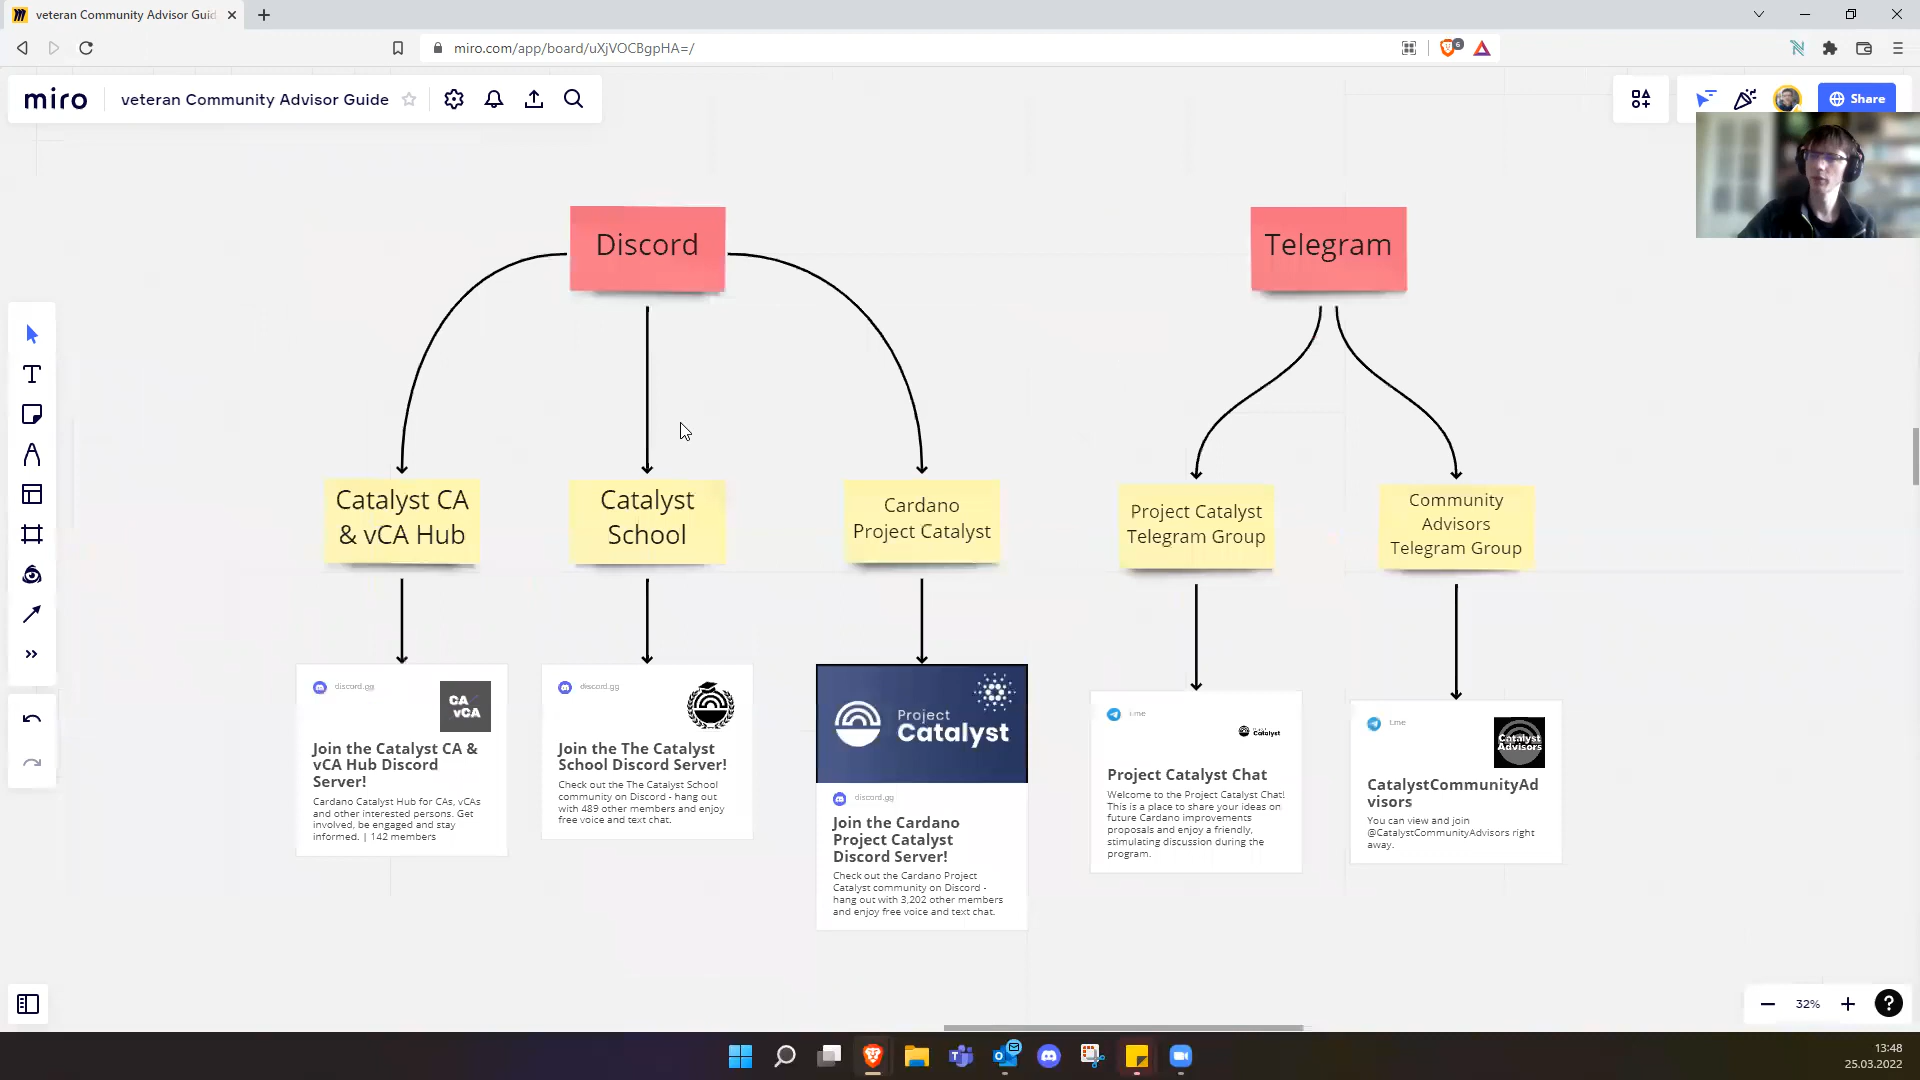 veteran Community Advisor Guid
miro.com/app/board/uXjVOCBgpHA=/
6
miro
veteran Community Advisor Guide
Share
Discord
Telegram
Catalyst CA
& vCA Hub
Catalyst
School
Cardano
Project Catalyst
Project Catalyst
Telegram Group
Community
Advisors
Telegram Group
discord.gg
CA
vCA
Join the Catalyst CA &
vCA Hub Discord
Server!
Cardano Catalyst Hub for CAs, vCAs
and other interested persons. Get
involved, be engaged and stay
informed. | 142 members
discord.gg
Join the The Catalyst
School Discord Server!
Check out the The Catalyst School
community on Discord - hang out
with 489 other members and enjoy
free voice and text chat.
Project
Catalyst
discord.gg
Join the Cardano
Project Catalyst
Discord Server!
Check out the Cardano Project
Catalyst community on Discord -
hang out with 3,202 other members
and enjoy free voice and text chat.
t.me
Catalyst
Project Catalyst Chat
Welcome to the Project Catalyst Chat!
This is a place to share your ideas on
future Cardano improvements
proposals and enjoy a friendly,
stimulating discussion during the
program.
t.me
Catalyst
Advisors
CatalystCommunityAd
visors
You can view and join
@CatalystCommunityAdvisors right
away.
32%
13:48
25.03.2022